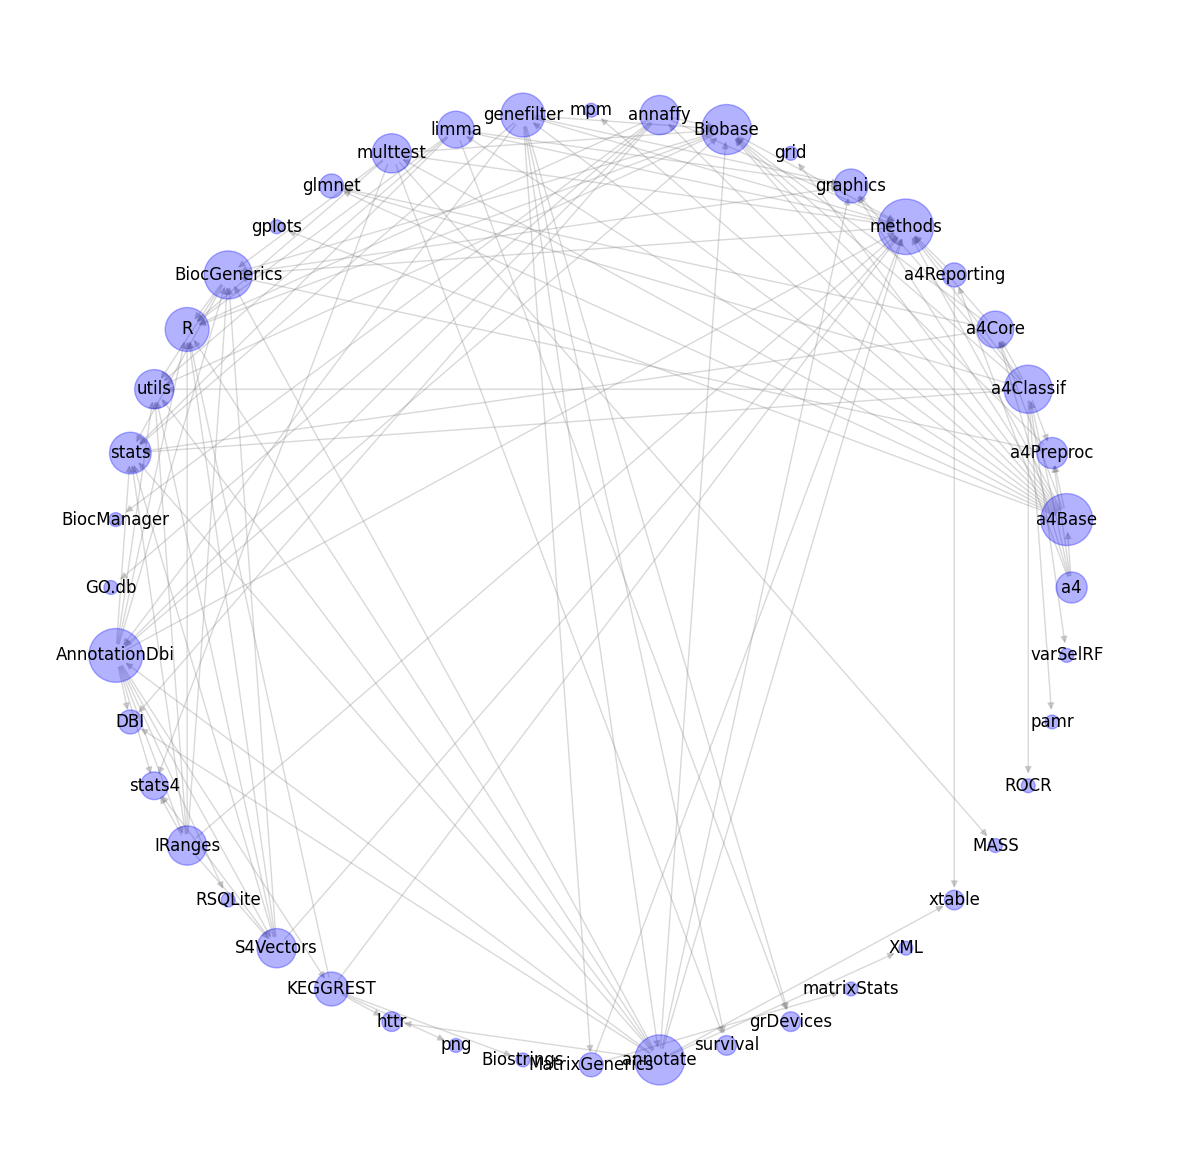 genefilter
mpm
annaffy
limma
Biobase
multtest
grid
glmnet
graphics
gplots
methods
BiocGenerics
a4Reporting
R
a4Core
utils
a4Classif
stats
a4Preproc
BiocManager
a4Base
GO.db
a4
AnnotationDbi
varSelRF
DBI
pamr
stats4
ROCR
IRanges
MASS
RSQLite
xtable
S4Vectors
XML
KEGGREST
matrixStats
httr
grDevices
png
survival
Biostrings
MatrixGenerics
annotate